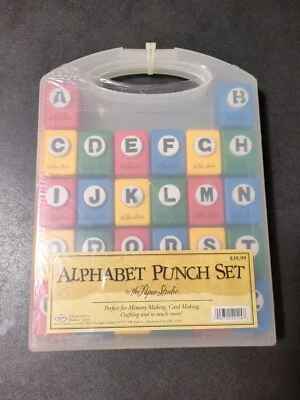 A B
C D E F G H
I J K L M N
O P Q R S T
$39.99
ALPHABET PUNCH SET
by the Paper Studio
Perfect for Memory Making, Card Making,
Crafting and so much more!